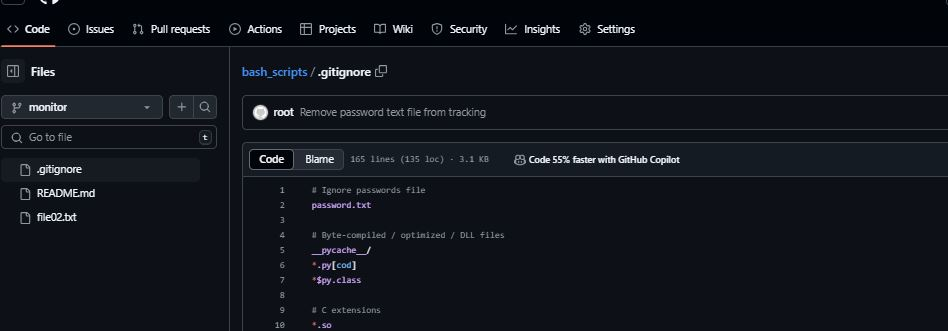 Code Issues Pull requests Actions Projects Wiki Security Insights Settings
Files
monitor
Go to file t
.gitignore
README.md
file02.txt
bash_scripts / .gitignore
root Remove password text file from tracking
Code Blame 165 lines (135 loc) · 3.1 KB Code 55% faster with GitHub Copilot
1 # Ignore passwords file
2 password.txt
3
4 # Byte-compiled / optimized / DLL files
5 __pycache__/
6 *.py[cod]
7 *$py.class
8
9 # C extensions
10 *.so